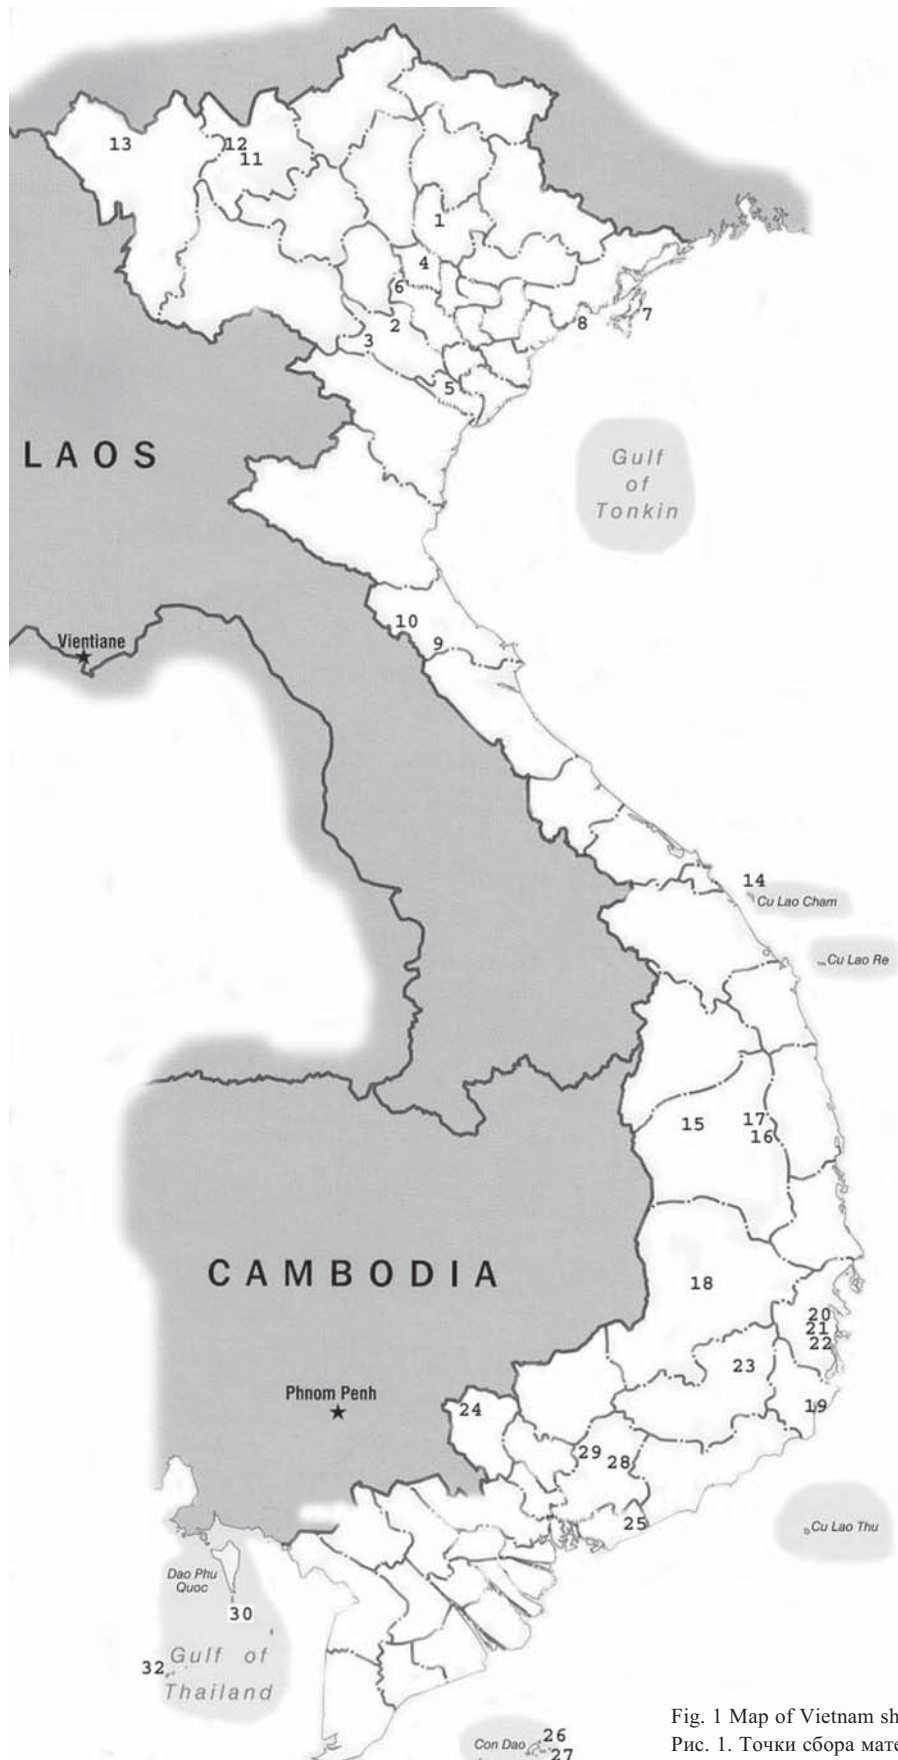 13
12
11
1
4
6
2
7
8
3
5
LAOS
Gulf
of
Tonkin
10
9
Vientiane
14
Cu Lao Cham
Cu Lao Re
15
17
16
CAMBODIA
18
20
21
22
23
Phnom Penh
24
19
29
28
25
Cu Lao Thu
Dao Phu
Quoc
30
Gulf of
Thailand
32
Con Dao
26
27
Fig. 1 Map of Vietnam sh
Рис. 1. Точки сбора мате